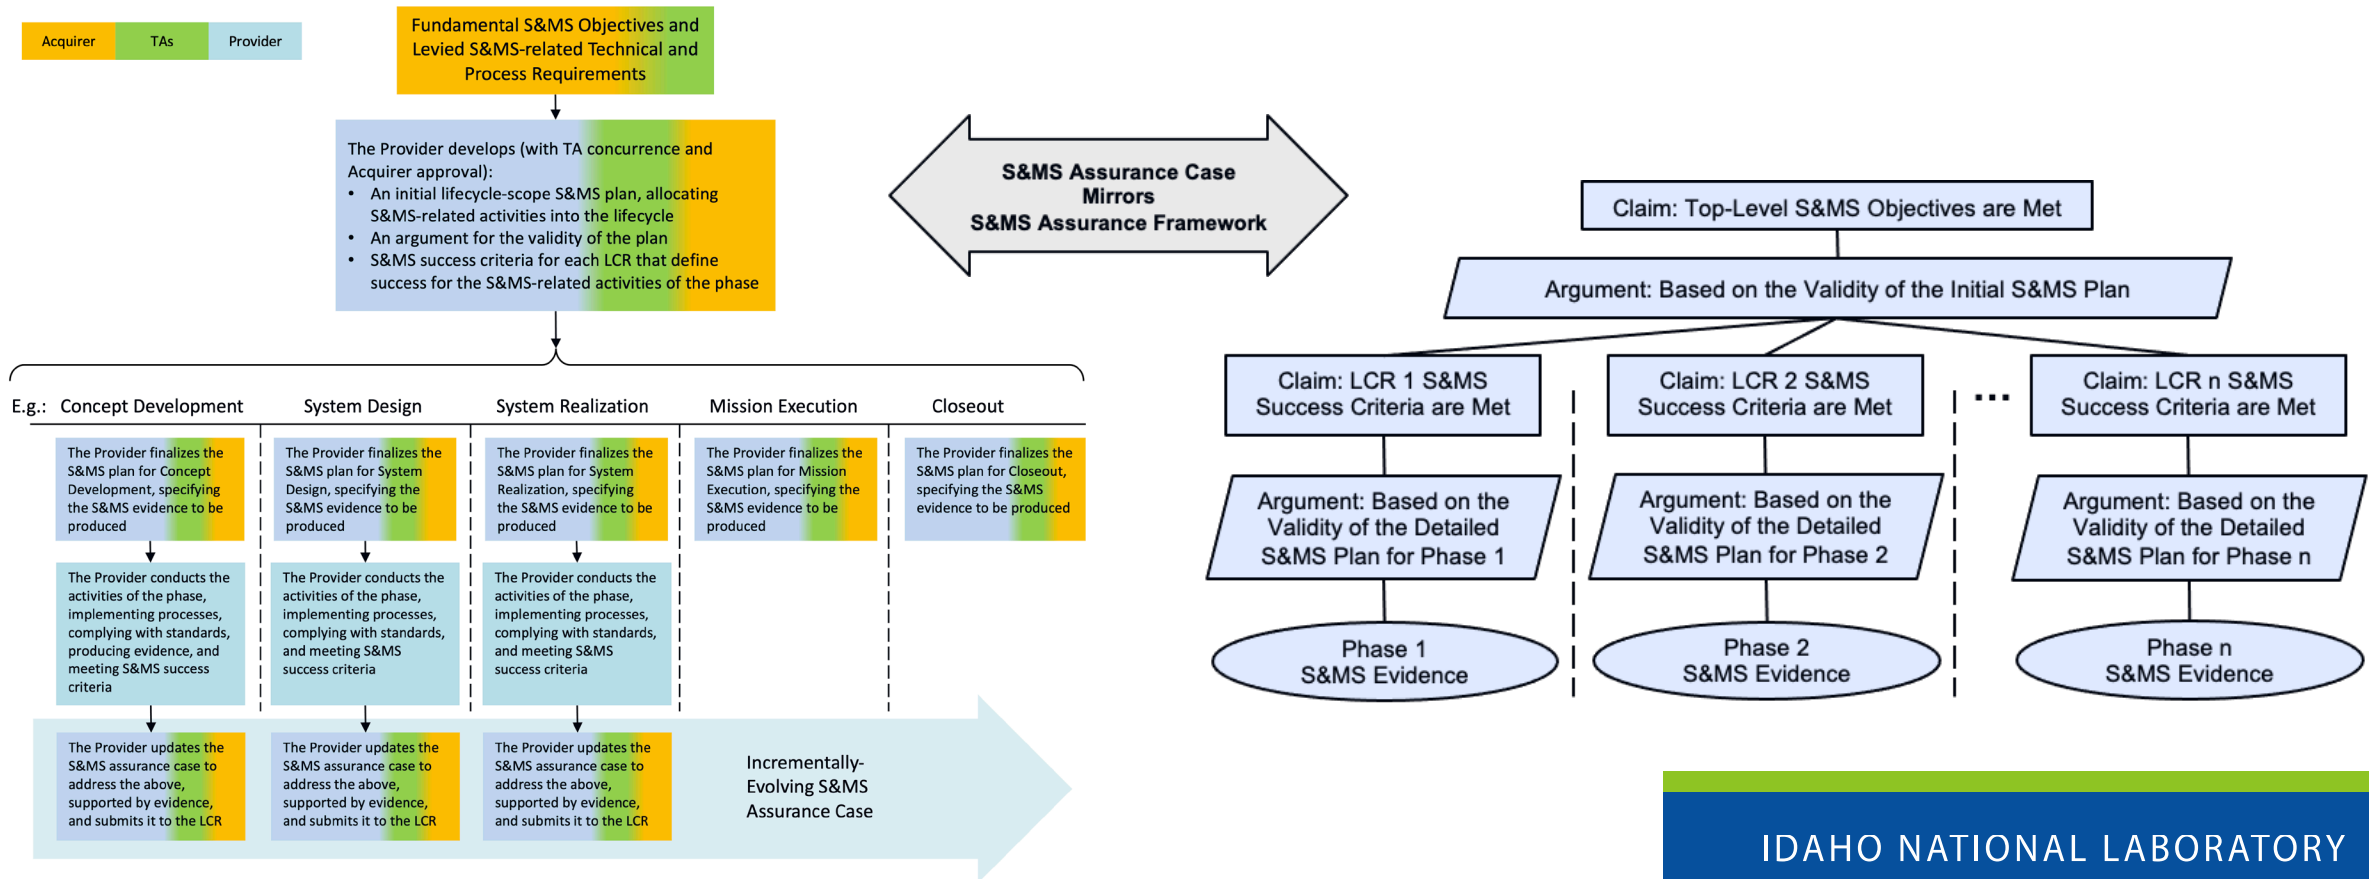 Acquirer TAs Provider
Fundamental S&MS Objectives and
Levied S&MS-related Technical and
Process Requirements
The Provider develops (with TA concurrence and
Acquirer approval):
• An initial lifecycle-scope S&MS plan, allocating
S&MS-related activities into the lifecycle
• An argument for the validity of the plan
• S&MS success criteria for each LCR that define
success for the S&MS-related activities of the phase
E.g.: Concept Development System Design System Realization Mission Execution Closeout
The Provider finalizes the
S&MS plan for Concept
Development, specifying
the S&MS evidence to be
produced
The Provider finalizes the
S&MS plan for System
Design, specifying the
S&MS evidence to be
produced
The Provider finalizes the
S&MS plan for System
Realization, specifying
the S&MS evidence to be
produced
The Provider finalizes the
S&MS plan for Mission
Execution, specifying the
S&MS evidence to be
produced
The Provider finalizes the
S&MS plan for Closeout,
specifying the S&MS
evidence to be produced
The Provider conducts the
activities of the phase,
implementing processes,
complying with standards,
producing evidence, and
meeting S&MS success
criteria
The Provider conducts the
activities of the phase,
implementing processes,
complying with standards,
and meeting S&MS
success criteria
The Provider conducts the
activities of the phase,
implementing processes,
complying with standards,
and meeting S&MS
success criteria
The Provider updates the
S&MS assurance case to
address the above,
supported by evidence,
and submits it to the LCR
The Provider updates the
S&MS assurance case to
address the above,
supported by evidence,
and submits it to the LCR
The Provider updates the
S&MS assurance case to
address the above,
supported by evidence,
and submits it to the LCR
Incrementally-
Evolving S&MS
Assurance Case
S&MS Assurance Case
Mirrors
S&MS Assurance Framework
Claim: Top-Level S&MS Objectives are Met
Argument: Based on the Validity of the Initial S&MS Plan
Claim: LCR 1 S&MS
Success Criteria are Met
Claim: LCR 2 S&MS
Success Criteria are Met
...
Claim: LCR n S&MS
Success Criteria are Met
Argument: Based on the
Validity of the Detailed
S&MS Plan for Phase 1
Argument: Based on the
Validity of the Detailed
S&MS Plan for Phase 2
Argument: Based on the
Validity of the Detailed
S&MS Plan for Phase n
Phase 1
S&MS Evidence
Phase 2
S&MS Evidence
Phase n
S&MS Evidence
IDAHO NATIONAL LABORATORY